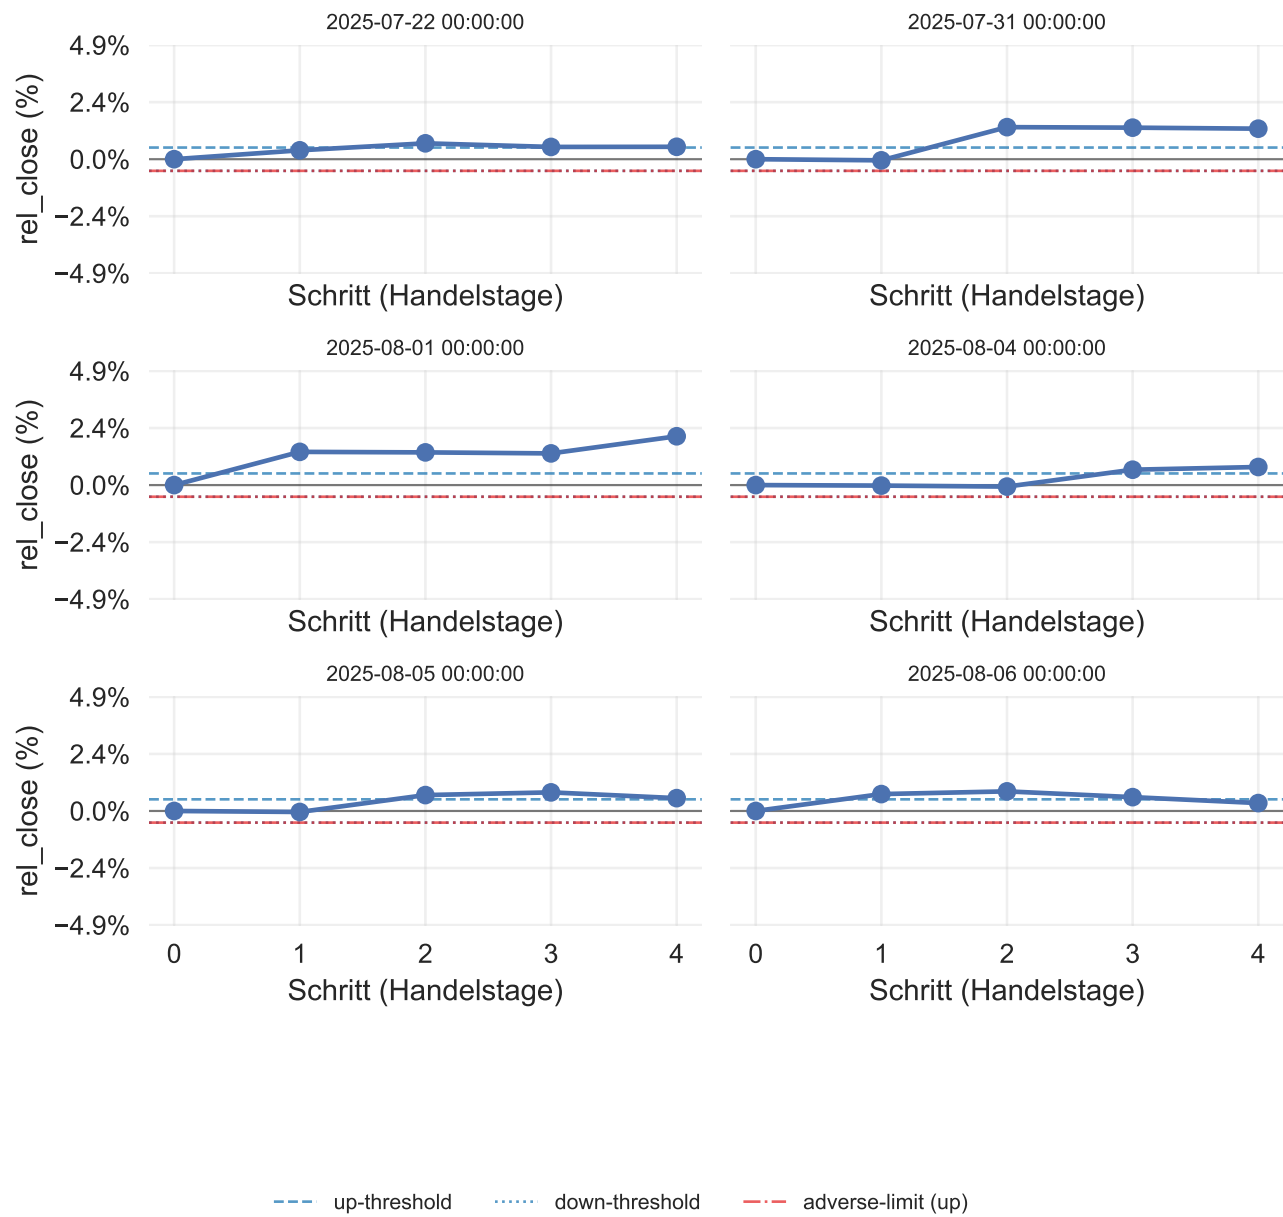 2025-07-22 00:00:00
2025-07-31 00:00:00
4.9%
2.4%
0.0%
−2.4%
−4.9%
rel_close (%)
Schritt (Handelstage)
Schritt (Handelstage)
2025-08-01 00:00:00
2025-08-04 00:00:00
4.9%
2.4%
0.0%
−2.4%
−4.9%
rel_close (%)
Schritt (Handelstage)
Schritt (Handelstage)
2025-08-05 00:00:00
2025-08-06 00:00:00
4.9%
2.4%
0.0%
−2.4%
−4.9%
rel_close (%)
0 1 2 3 4
0 1 2 3 4
Schritt (Handelstage)
Schritt (Handelstage)
up-threshold
down-threshold
adverse-limit (up)